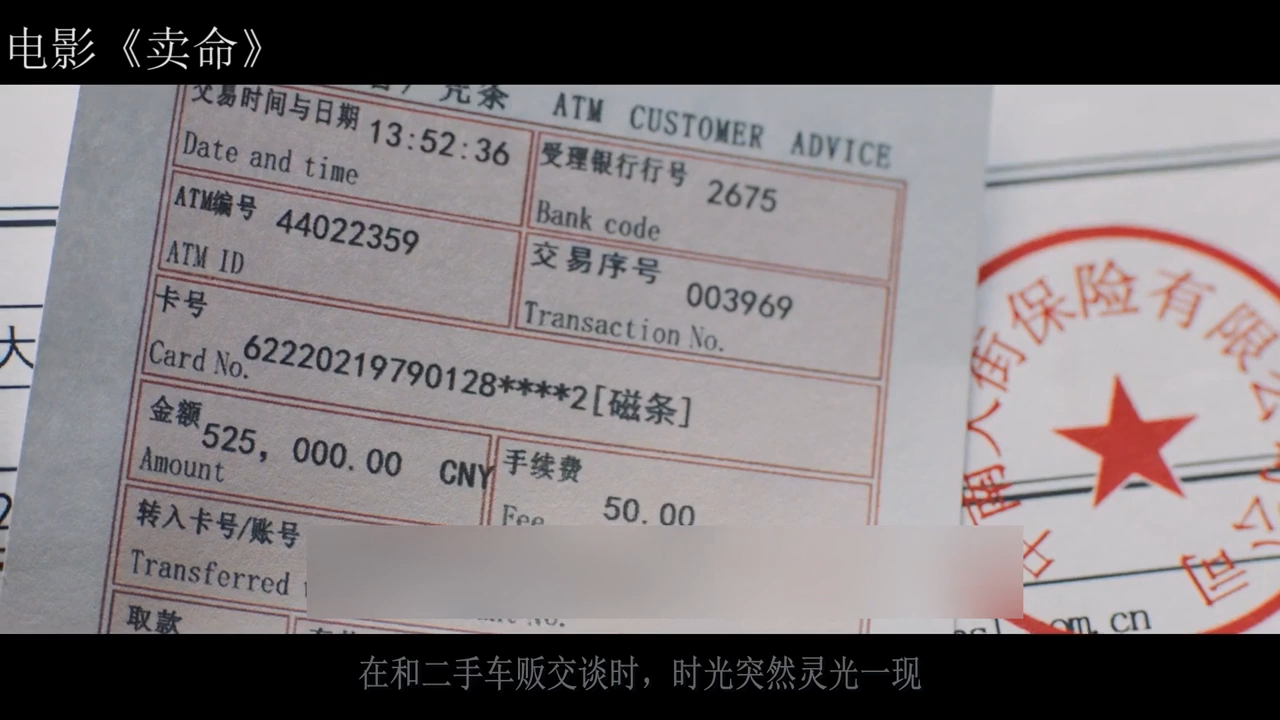 电影《卖命》
凭条 ATM CUSTOMER ADVICE
交易时间与日期 13:52:36
Date and time
受理银行行号 2675
Bank code
ATM编号 44022359
ATM ID
交易序号 003969
Transaction No.
卡号
Card No. 62220219790128****2[磁条]
金额 525, 000.00 CNY
Amount
手续费 50.00
Fee
转入卡号/账号
Transferred
取款
大
街保险有限公司
om.cn
在和二手车贩交谈时，时光突然灵光一现